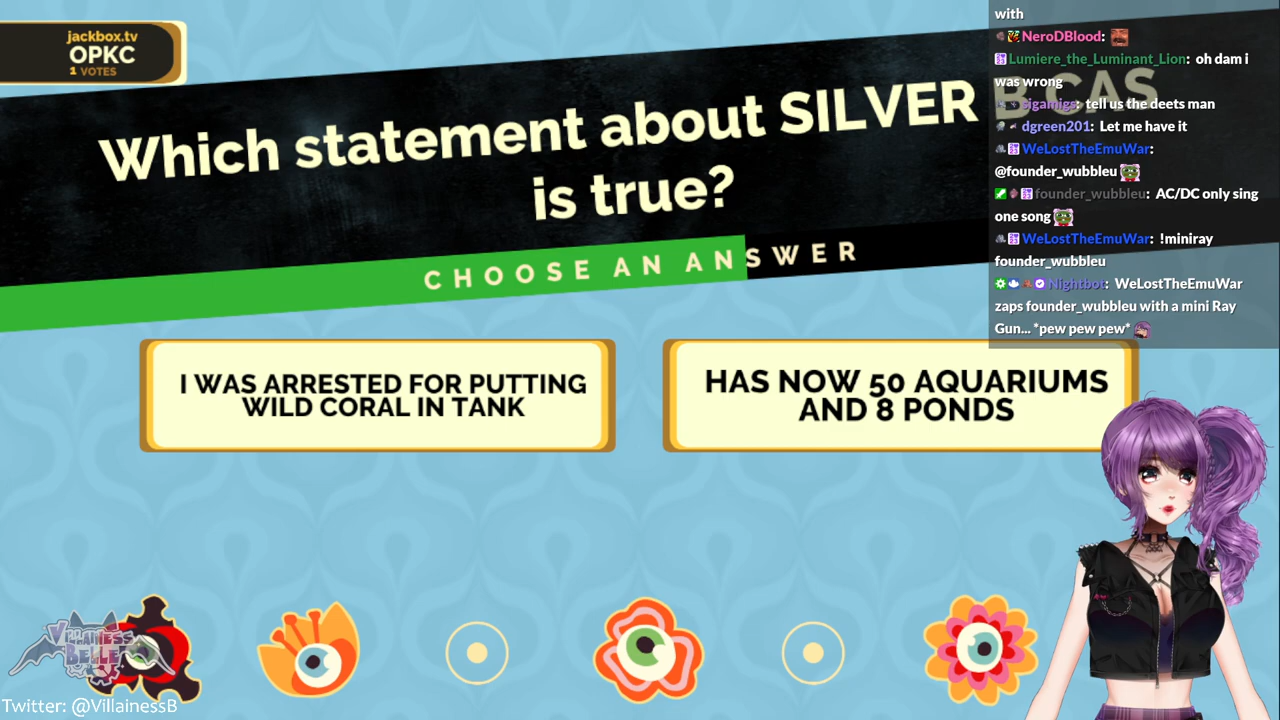 jackbox.tv
OPKC
1 VOTES
Which statement about SILVER
is true?
CHOOSE AN ANSWER
I WAS ARRESTED FOR PUTTING
WILD CORAL IN TANK
HAS NOW 50 AQUARIUMS
AND 8 PONDS
with
NeroDBlood:
Lumiere_the_Luminant_Lion: oh dam i
was wrong
sigamigs: tell us the deets man
dgreen201: Let me have it
WeLostTheEmuWar:
@founder_wubbleu
founder_wubbleu: AC/DC only sing
one song
WeLostTheEmuWar: !miniray
founder_wubbleu
Nightbot: WeLostTheEmuWar
zaps founder_wubbleu with a mini Ray
Gun... *pew pew pew*
VILLAINESS
BELLE
Twitter: @VillainessB